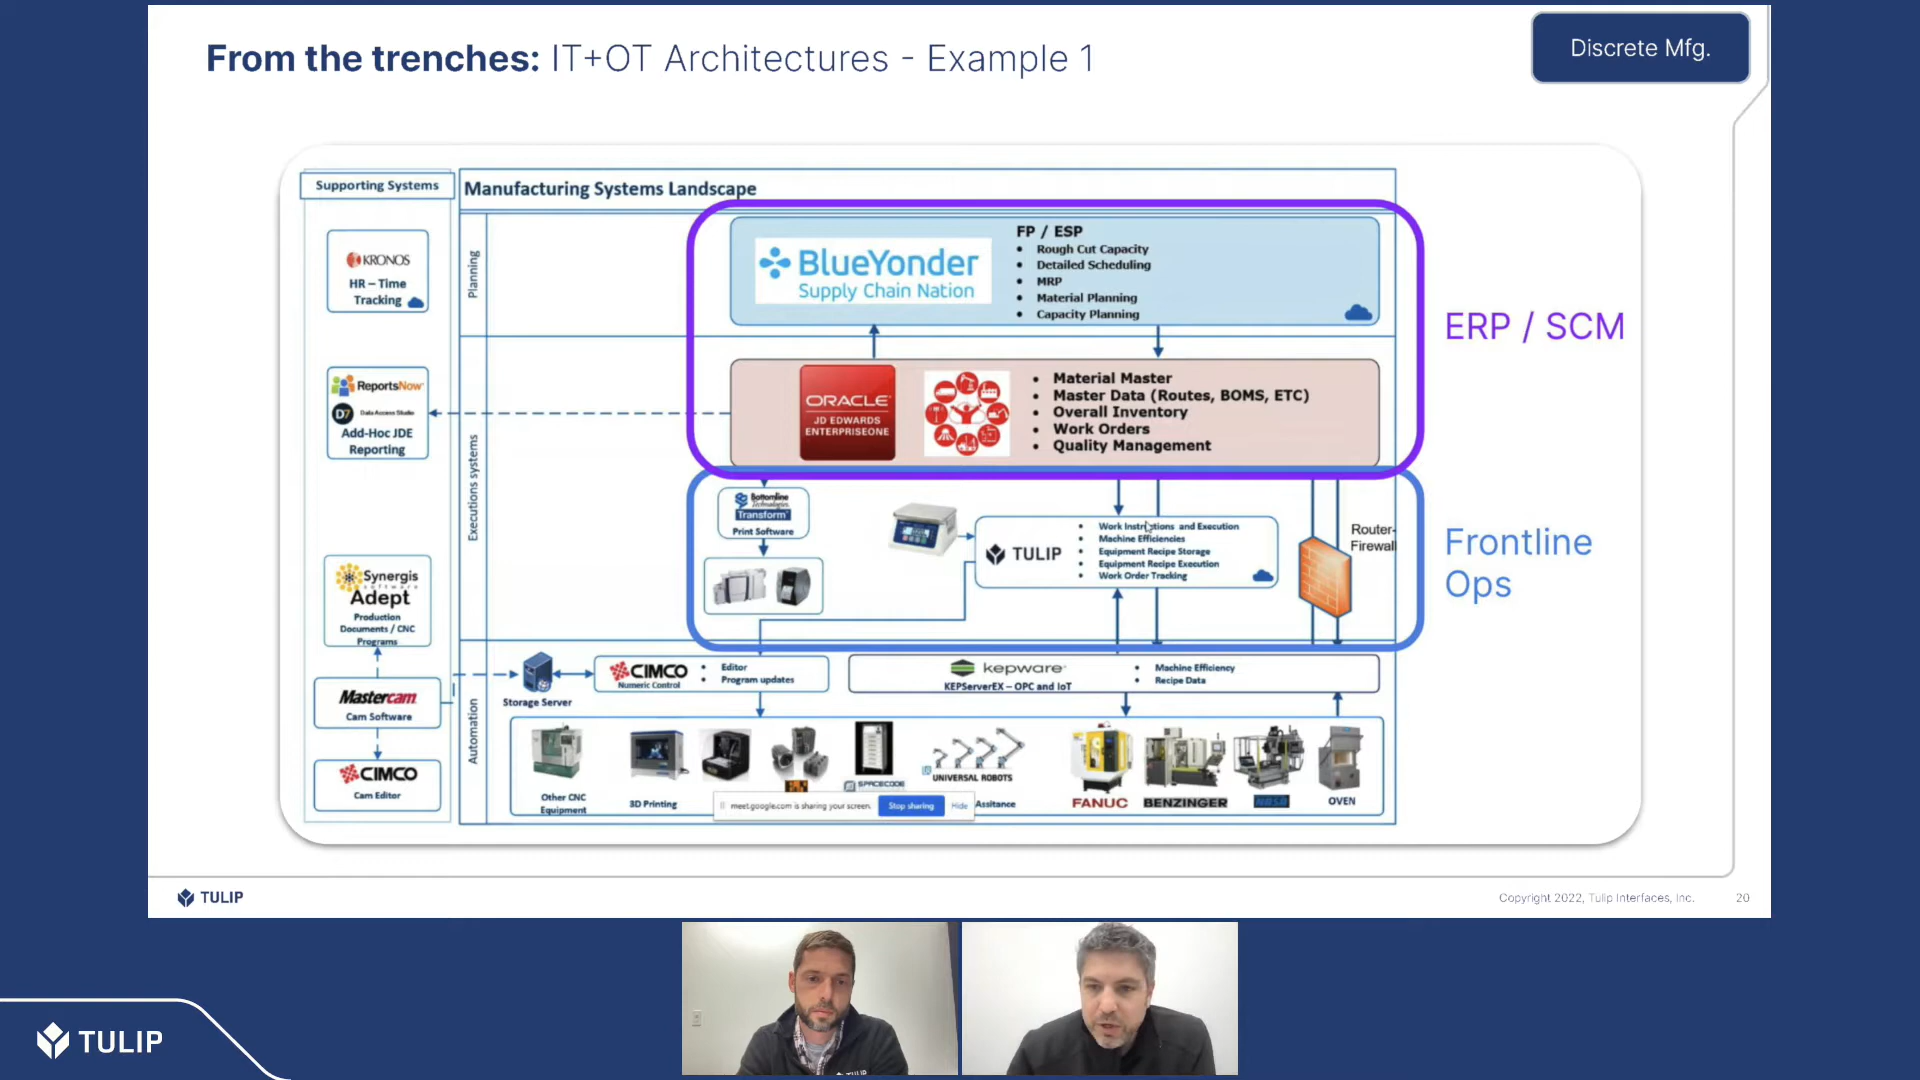 From the trenches: IT+OT Architectures - Example 1
Discrete Mfg.
Supporting Systems
Manufacturing Systems Landscape
Planning
KRONOS
HR – Time
Tracking
BlueYonder
Supply Chain Nation
FP / ESP
• Rough Cut Capacity
• Detailed Scheduling
• MRP
• Material Planning
• Capacity Planning
ERP / SCM
Executions systems
ReportsNow
D7 Data Access Studio
Add-Hoc JDE
Reporting
ORACLE
JD EDWARDS
ENTERPRISEONE
• Material Master
• Master Data (Routes, BOMS, ETC)
• Overall Inventory
• Work Orders
• Quality Management
Bottomline
Technologies
Transform
Print Software
TULIP
• Work Instructions and Execution
• Machine Efficiencies
• Equipment Recipe Storage
• Equipment Recipe Execution
• Work Order Tracking
Router-
Firewall
Frontline
Ops
Synergis
software
Adept
Production
Documents / CNC
Programs
Automation
Mastercam
Cam Software
CIMCO
Cam Editor
Storage Server
CIMCO
Numeric Control
• Editor
• Program updates
kepware
KEPServerEX – OPC and IoT
• Machine Efficiency
• Recipe Data
Other CNC
Equipment
3D Printing
SPACECODE
UNIVERSAL ROBOTS
Assitance
FANUC
BENZINGER
OVEN
meet.google.com is sharing your screen.
Stop sharing
Hide
TULIP
Copyright 2022, Tulip Interfaces, Inc.
20
TULIP
TULIP